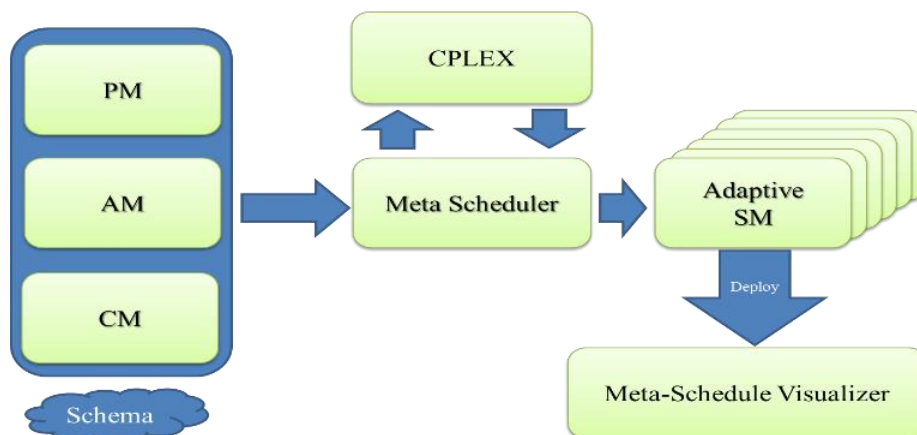 PM
AM
CM
Schema
CPLEX
Meta Scheduler
Adaptive
SM
Deploy
Meta-Schedule Visualizer